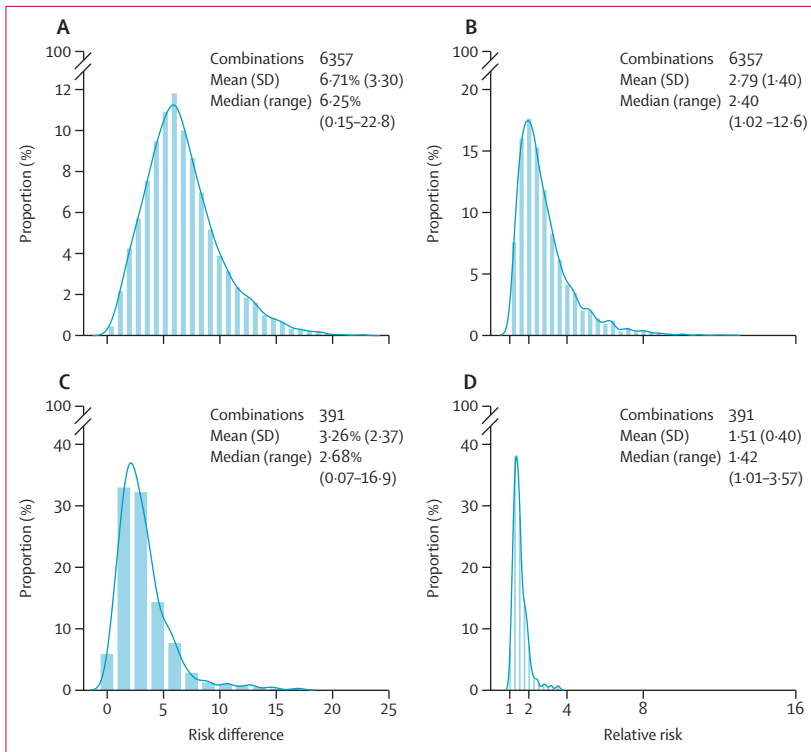 A
Combinations 6357
Mean (SD) 6·71% (3·30)
Median (range) 6·25%
(0·15–22·8)
Proportion (%)
100
12
10
8
6
4
2
0
B
Combinations 6357
Mean (SD) 2·79 (1·40)
Median (range) 2·40
(1·02–12·6)
Proportion (%)
100
20
15
10
5
0
C
Combinations 391
Mean (SD) 3·26% (2·37)
Median (range) 2·68%
(0·07–16·9)
Proportion (%)
100
40
30
20
10
0
0 5 10 15 20 25
Risk difference
D
Combinations 391
Mean (SD) 1·51 (0·40)
Median (range) 1·42
(1·01–3·57)
Proportion (%)
100
40
30
20
10
0
1 2 4 8 16
Relative risk